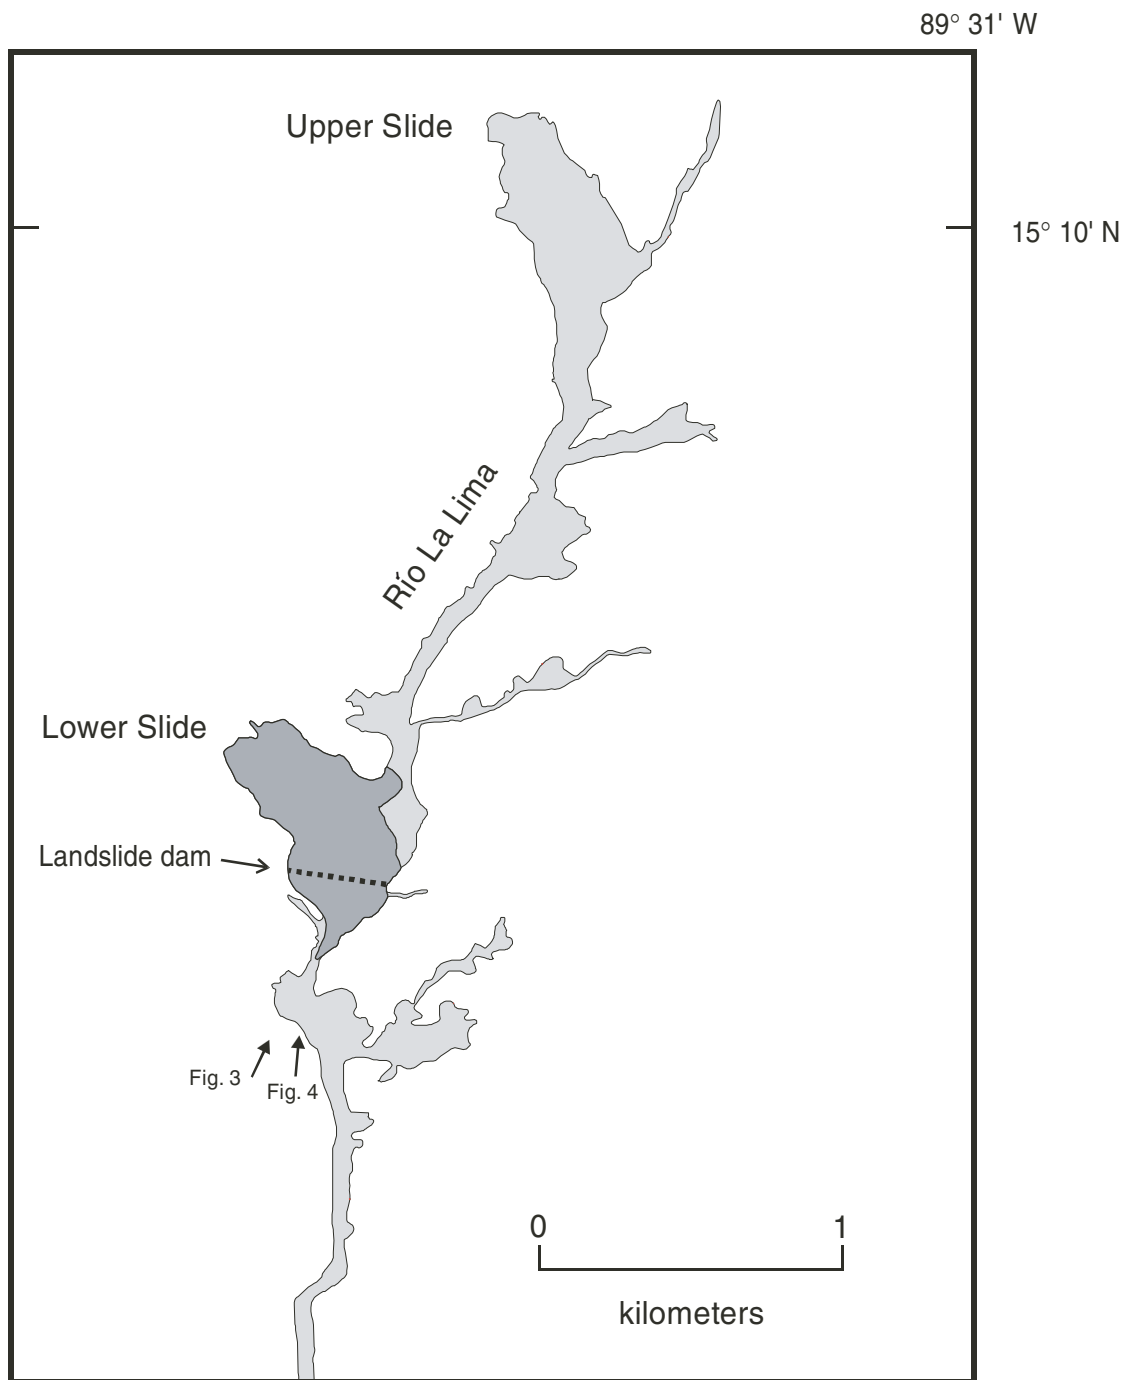 89° 31' W
Upper Slide
15° 10' N
Río La Lima
Lower Slide
Landslide dam
Fig. 3
Fig. 4
0 1
kilometers